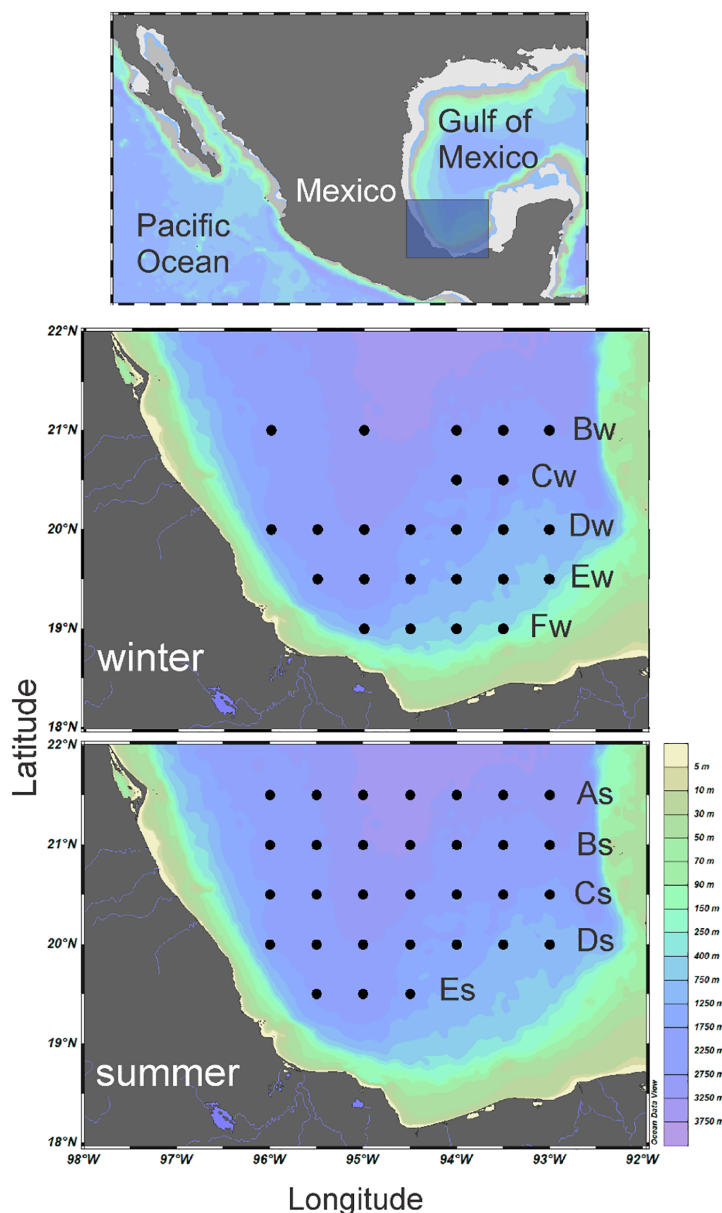 Gulf of
Mexico
Mexico
Pacific
Ocean
22°N
21°N
20°N
19°N
18°N
Bw
Cw
Dw
Ew
Fw
winter
Latitude
22°N
21°N
20°N
19°N
18°N
As
Bs
Cs
Ds
Es
summer
5 m
10 m
30 m
50 m
70 m
90 m
150 m
250 m
400 m
750 m
1250 m
1750 m
2250 m
2750 m
3250 m
3750 m
Ocean Data View
98°W
97°W
96°W
95°W
94°W
93°W
92°W
Longitude